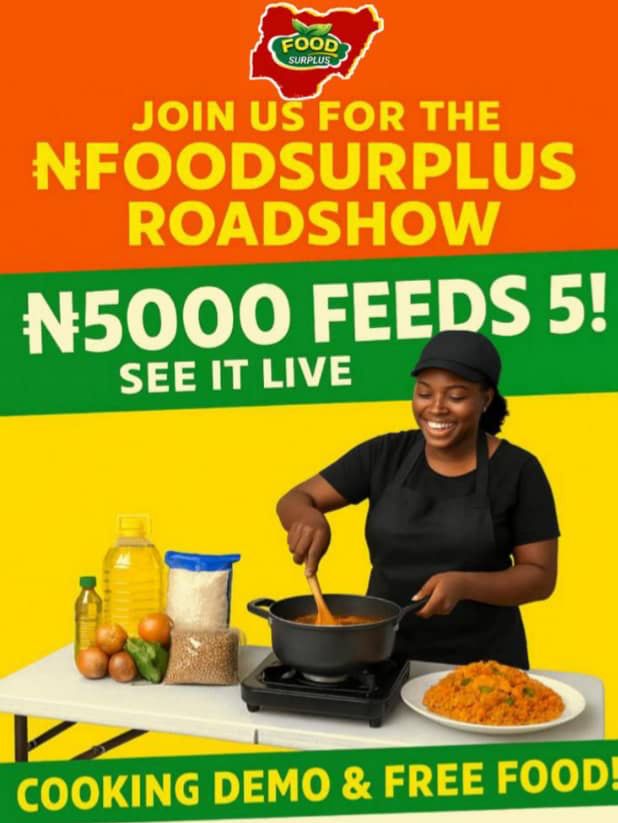 FOOD
SURPLUS
JOIN US FOR THE
₦FOODSURPLUS
ROADSHOW
₦5000 FEEDS 5!
SEE IT LIVE
COOKING DEMO & FREE FOOD!